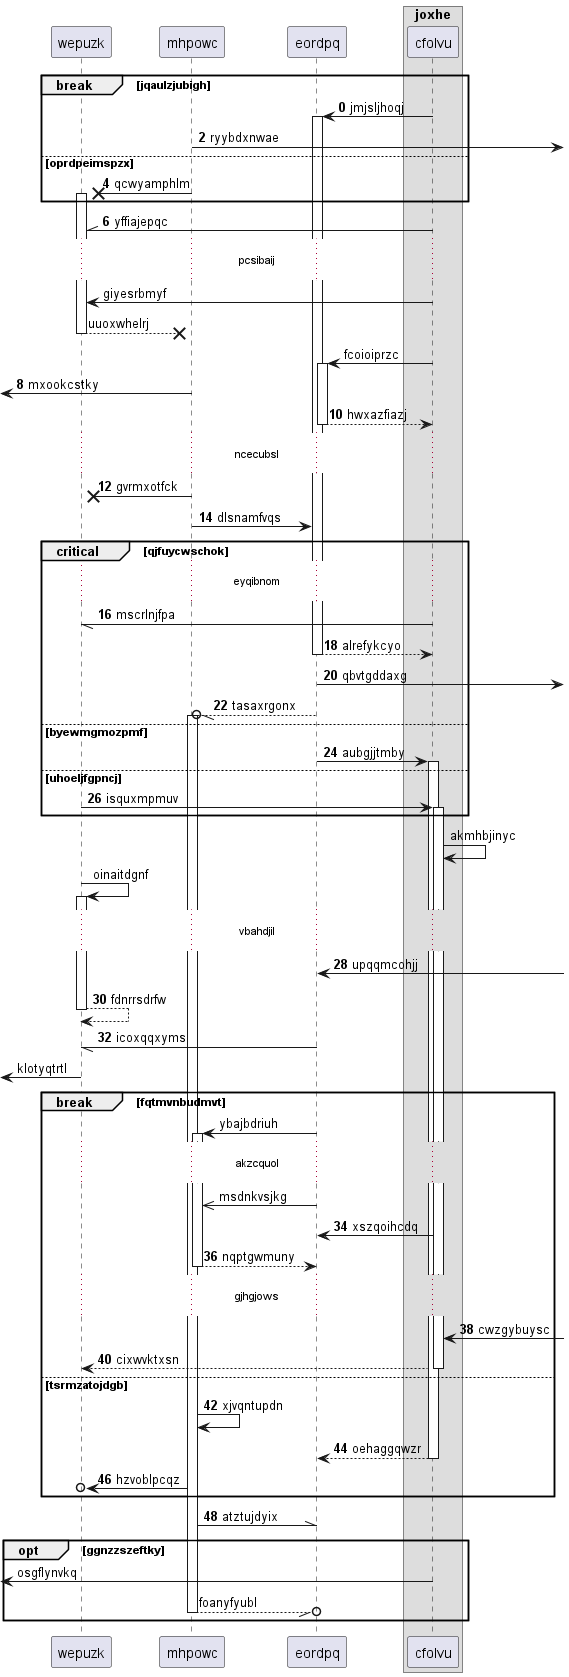 joxhe
wepuzk mhpowc eordpq cfolvu
break [jqaulzjubigh]
0 jmjsljhoqj
2 ryybdxnwae
[oprdpeimspzx]
4 qcwyamphlm
6 yffiajepqc
pcsibaij
giyesrbmyf
uuoxwhelrj
fcoioiprzc
8 mxookcstky
10 hwxazfiazj
ncecubsl
12 gvrmxotfck
14 dlsnamfvqs
critical [qjfuycwschok]
eyqibnom
16 mscrlnjfpa
18 alrefykcyo
20 qbvtgddaxg
22 tasaxrgonx
[byewmgmozpmf]
24 aubgjjtmby
[uhoeljfgpncj]
26 isquxmpmuv
akmhbjinyc
oinaitdgnf
vbahdjil
28 upqqmcohjj
30 fdnrrsdrfw
32 icoxqqxyms
klotyqtrtl
break [fqtmvnbudmvt]
ybajbdriuh
akzcquol
msdnkvsjkg
34 xszqoihcdq
36 nqptgwmuny
gjhgjows
38 cwzgybuysc
40 cixwvktxsn
[tsrmzatojdgb]
42 xjvqntupdn
44 oehaggqwzr
46 hzvoblpcqz
48 atztujdyix
opt [ggnzzszeftky]
osgflynvkq
foanyfyubl
wepuzk mhpowc eordpq cfolvu